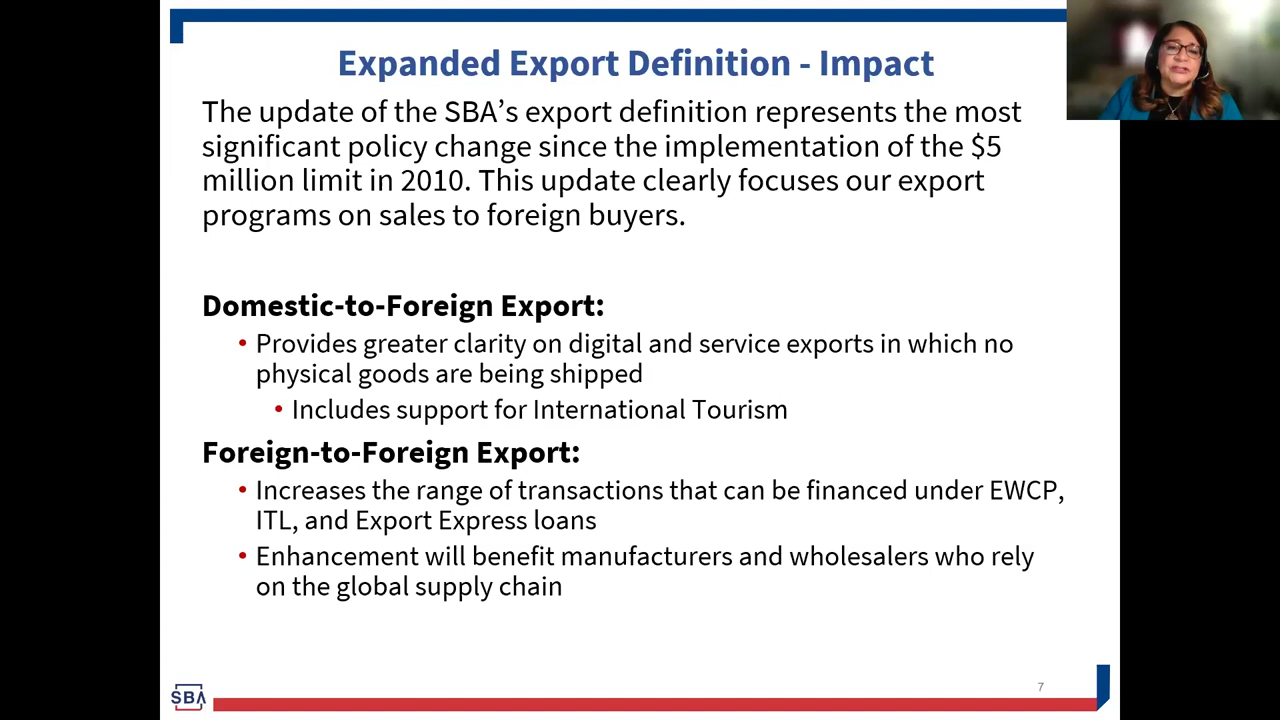 Expanded Export Definition - Impact
The update of the SBA’s export definition represents the most
significant policy change since the implementation of the $5
million limit in 2010. This update clearly focuses our export
programs on sales to foreign buyers.
Domestic-to-Foreign Export:
• Provides greater clarity on digital and service exports in which no
physical goods are being shipped
• Includes support for International Tourism
Foreign-to-Foreign Export:
• Increases the range of transactions that can be financed under EWCP,
ITL, and Export Express loans
• Enhancement will benefit manufacturers and wholesalers who rely
on the global supply chain
7
SBA